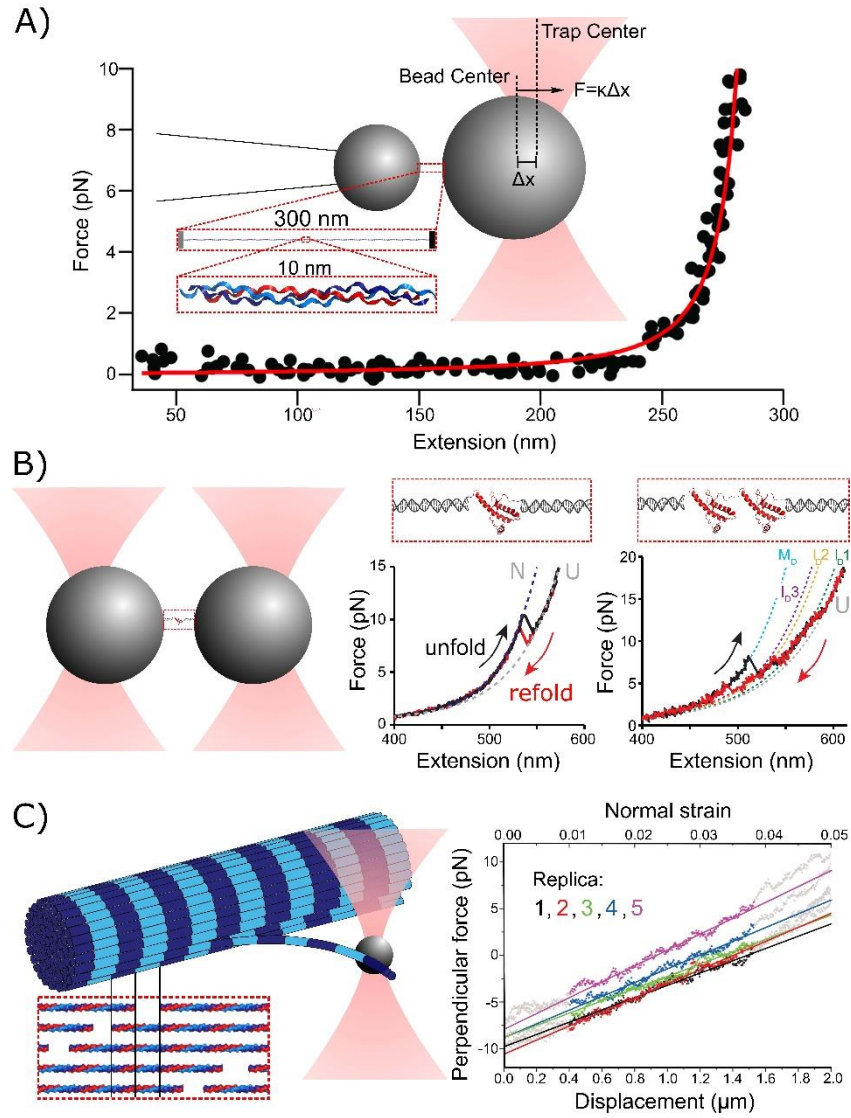 A)
Trap Center
Bead Center
F=κΔx
Δx
300 nm
10 nm
Force (pN)
10
8
6
4
2
0
50 100 150 200 250 300
Extension (nm)
B)
N U
unfold
refold
Force (pN)
15
10
5
0
400 500 600
Extension (nm)
M_D I_D3 I_D2 I_D1
U
Force (pN)
20
15
10
5
0
400 500 600
Extension (nm)
C)
Normal strain
0.00 0.01 0.02 0.03 0.04 0.05
Replica:
1, 2, 3, 4, 5
Perpendicular force (pN)
10
5
0
-5
-10
0.0 0.2 0.4 0.6 0.8 1.0 1.2 1.4 1.6 1.8 2.0
Displacement (μm)